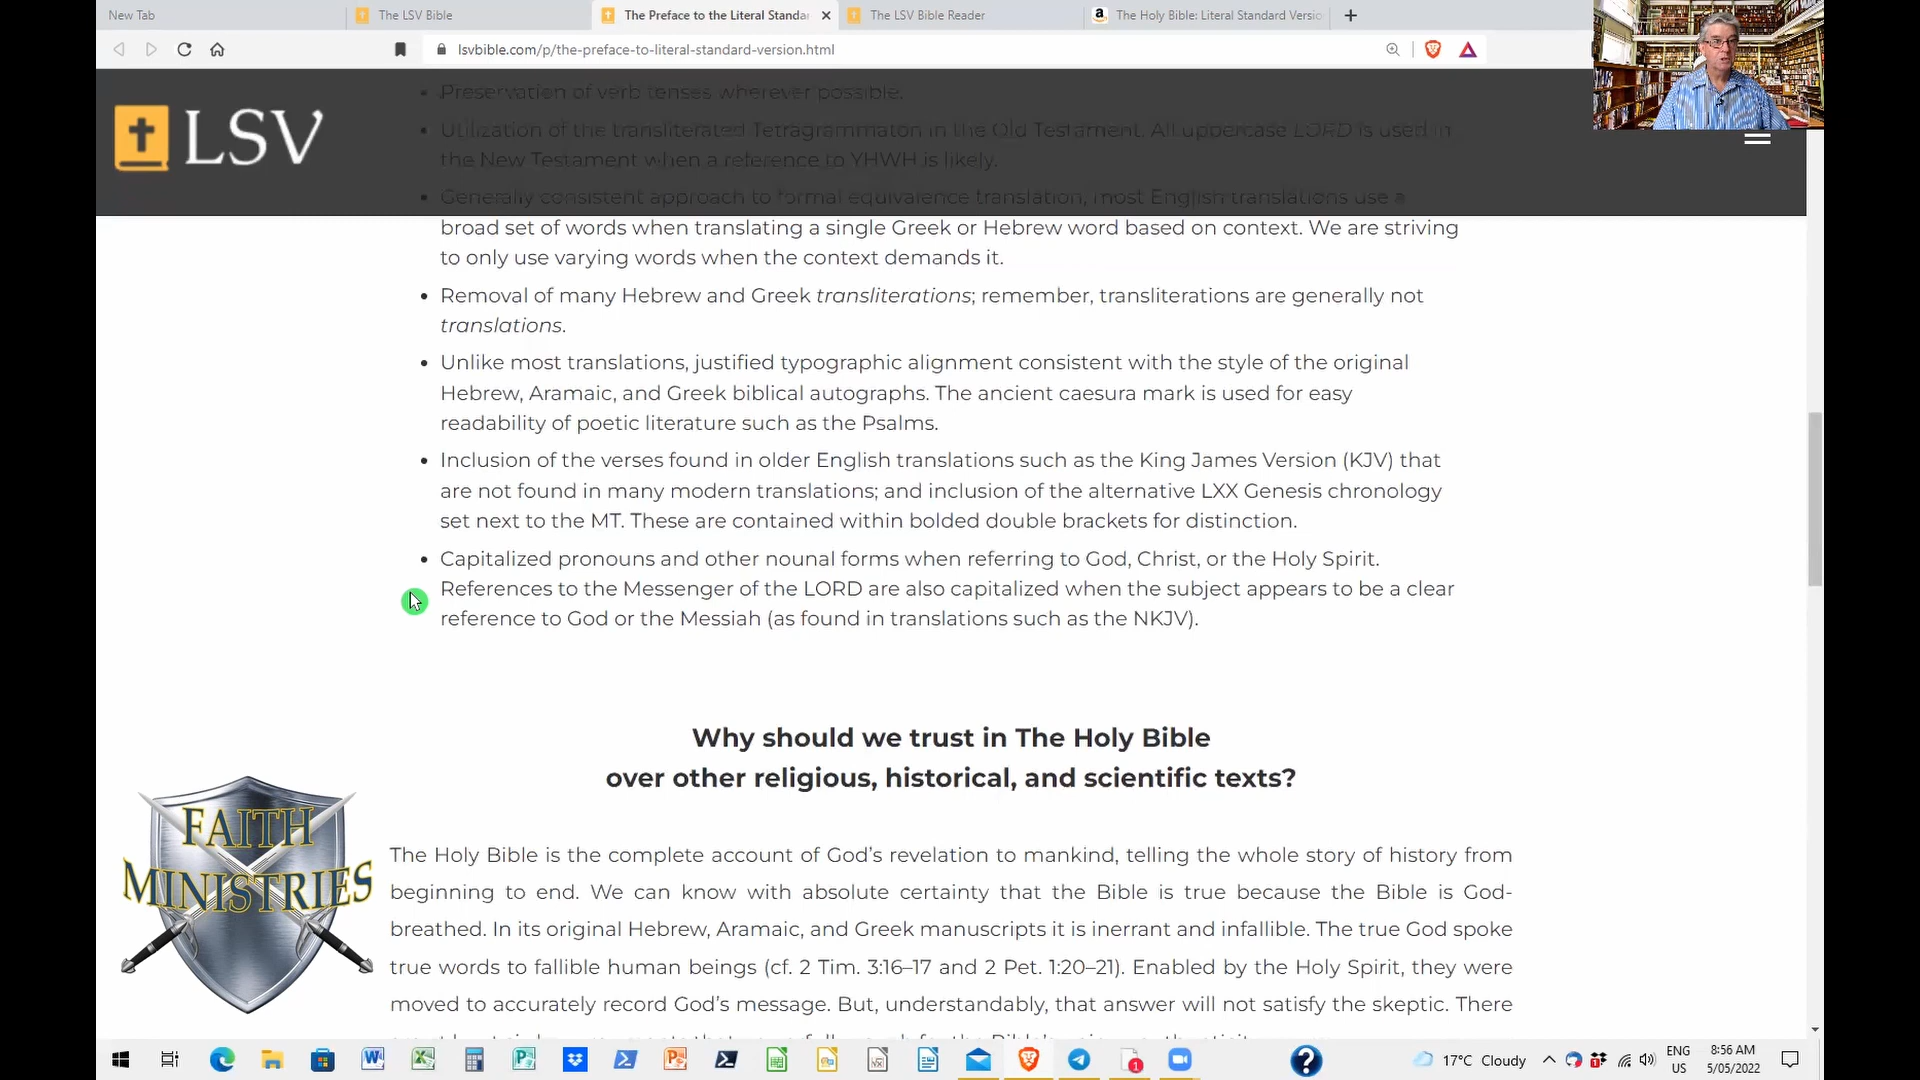 New Tab
The LSV Bible
The Preface to the Literal Standar
The LSV Bible Reader
The Holy Bible: Literal Standard Versio
lsvbible.com/p/the-preface-to-literal-standard-version.html
LSV
• Preservation of verb tenses wherever possible.
• Utilization of the transliterated Tetragrammaton in the Old Testament. All uppercase LORD is used in
the New Testament when a reference to YHWH is likely.
• Generally consistent approach to formal equivalence translation, most English translations use a
broad set of words when translating a single Greek or Hebrew word based on context. We are striving
to only use varying words when the context demands it.
• Removal of many Hebrew and Greek transliterations; remember, transliterations are generally not
translations.
• Unlike most translations, justified typographic alignment consistent with the style of the original
Hebrew, Aramaic, and Greek biblical autographs. The ancient caesura mark is used for easy
readability of poetic literature such as the Psalms.
• Inclusion of the verses found in older English translations such as the King James Version (KJV) that
are not found in many modern translations; and inclusion of the alternative LXX Genesis chronology
set next to the MT. These are contained within bolded double brackets for distinction.
• Capitalized pronouns and other nounal forms when referring to God, Christ, or the Holy Spirit.
References to the Messenger of the LORD are also capitalized when the subject appears to be a clear
reference to God or the Messiah (as found in translations such as the NKJV).
Why should we trust in The Holy Bible
over other religious, historical, and scientific texts?
The Holy Bible is the complete account of God's revelation to mankind, telling the whole story of history from
beginning to end. We can know with absolute certainty that the Bible is true because the Bible is God-
breathed. In its original Hebrew, Aramaic, and Greek manuscripts it is inerrant and infallible. The true God spoke
true words to fallible human beings (cf. 2 Tim. 3:16–17 and 2 Pet. 1:20–21). Enabled by the Holy Spirit, they were
moved to accurately record God's message. But, understandably, that answer will not satisfy the skeptic. There
FAITH
MINISTRIES
17°C Cloudy
ENG
US
8:56 AM
5/05/2022